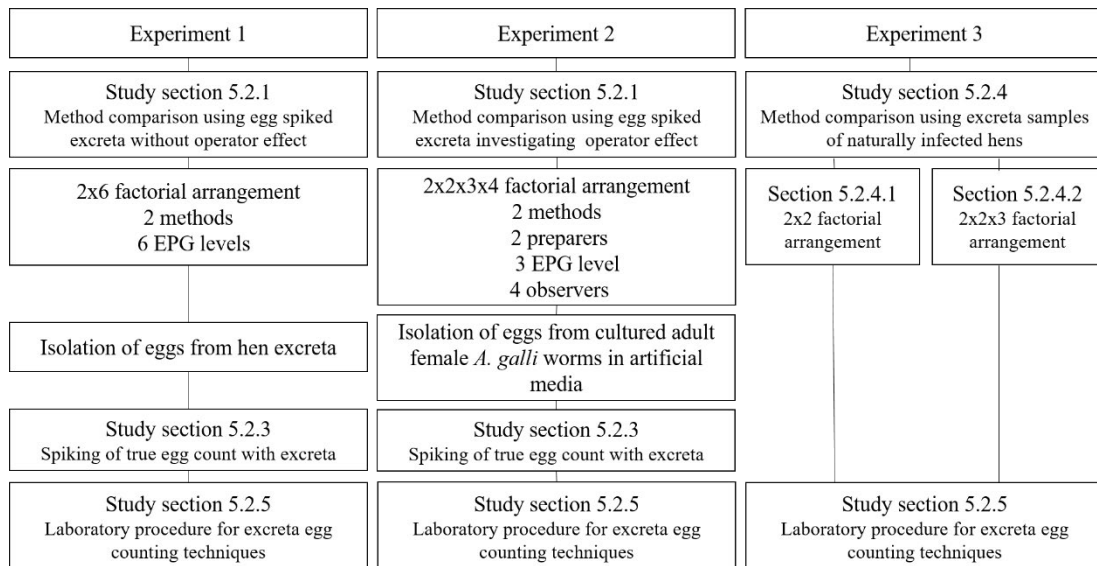 Experiment 1
Study section 5.2.1
Method comparison using egg spiked
excreta without operator effect
2x6 factorial arrangement
2 methods
6 EPG levels
Isolation of eggs from hen excreta
Study section 5.2.3
Spiking of true egg count with excreta
Study section 5.2.5
Laboratory procedure for excreta egg
counting techniques
Experiment 2
Study section 5.2.1
Method comparison using egg spiked
excreta investigating operator effect
2x2x3x4 factorial arrangement
2 methods
2 preparers
3 EPG level
4 observers
Isolation of eggs from cultured adult
female A. galli worms in artificial
media
Study section 5.2.3
Spiking of true egg count with excreta
Study section 5.2.5
Laboratory procedure for excreta egg
counting techniques
Experiment 3
Study section 5.2.4
Method comparison using excreta samples
of naturally infected hens
Section 5.2.4.1
2x2 factorial
arrangement
Section 5.2.4.2
2x2x3 factorial
arrangement
Study section 5.2.5
Laboratory procedure for excreta egg
counting techniques